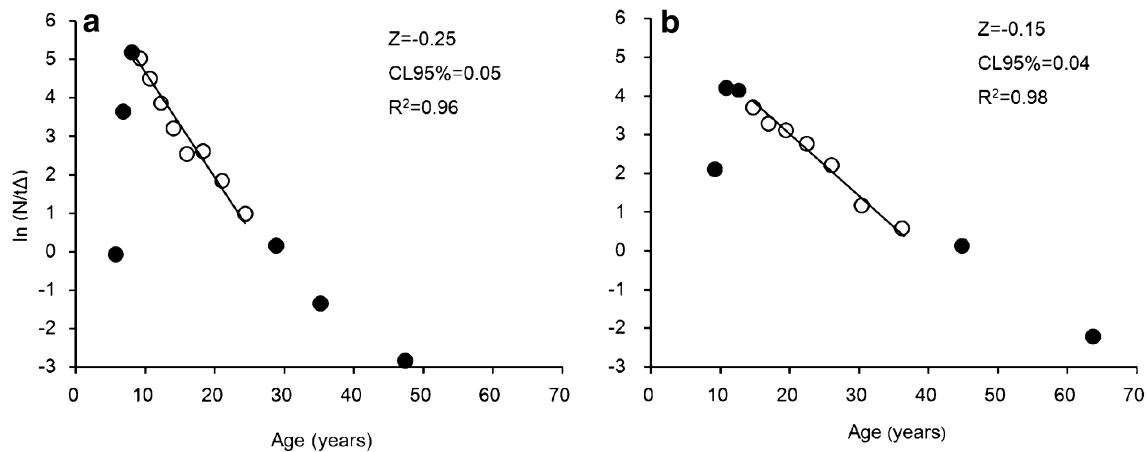 a
Z=-0.25
CL95%=0.05
R²=0.96
ln (N/tΔ)
6
5
4
3
2
1
0
-1
-2
-3
0 10 20 30 40 50 60 70
Age (years)
b
Z=-0.15
CL95%=0.04
R²=0.98
6
5
4
3
2
1
0
-1
-2
-3
0 10 20 30 40 50 60 70
Age (years)